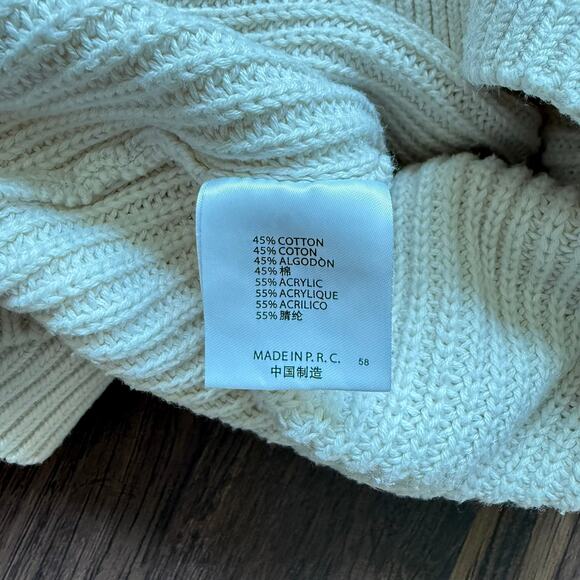 45% COTTON
45% COTON
45% ALGODÒN
45% 棉
55% ACRYLIC
55% ACRYLIQUE
55% ACRILICO
55% 腈纶
MADE IN P. R. C. 58
中国制造